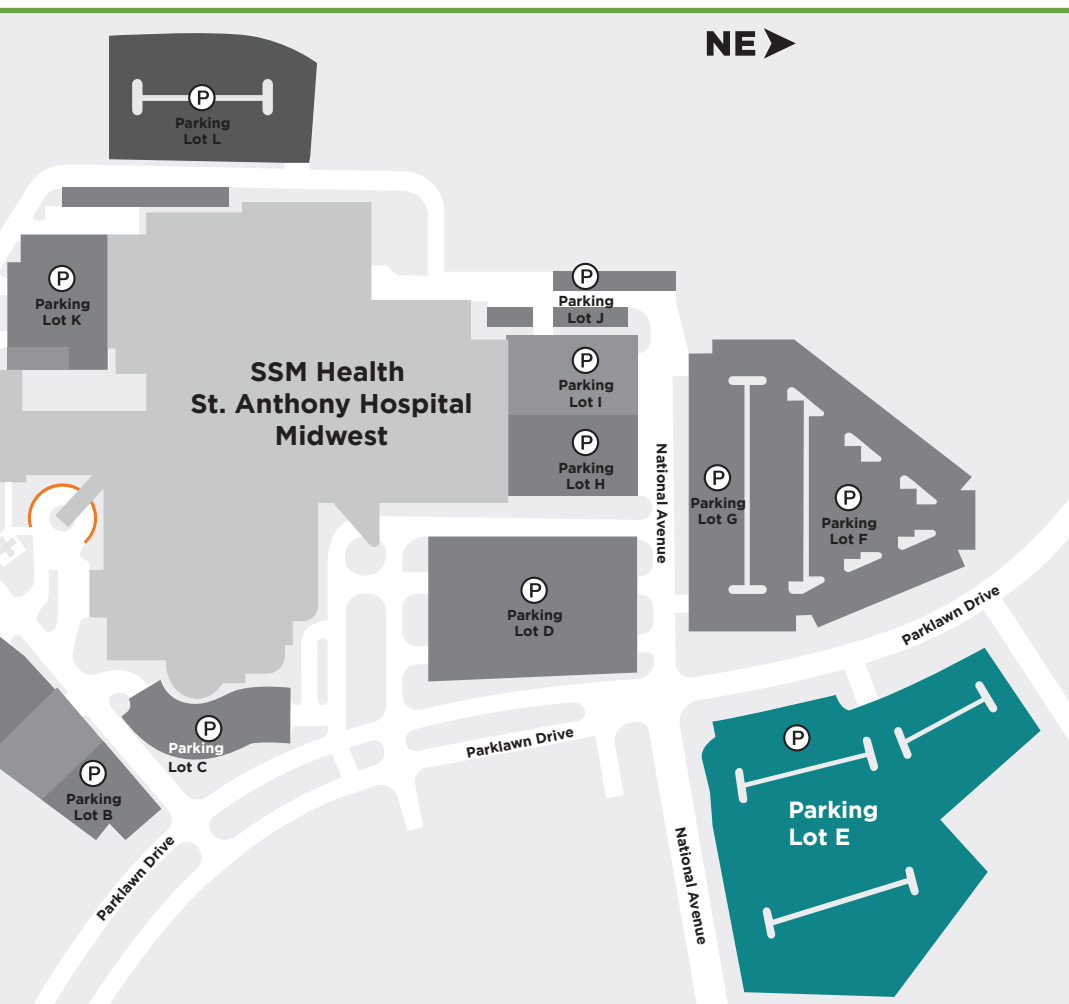 NE
P
Parking
Lot L
P
Parking
Lot K
P
Parking
Lot J
SSM Health
St. Anthony Hospital
Midwest
P
Parking
Lot I
P
Parking
Lot H
National Avenue
P
Parking
Lot G
P
Parking
Lot F
P
Parking
Lot D
Parklawn Drive
P
Parking
Lot C
Parklawn Drive
P
Parking
Lot E
P
Parking
Lot B
Parklawn Drive
National Avenue